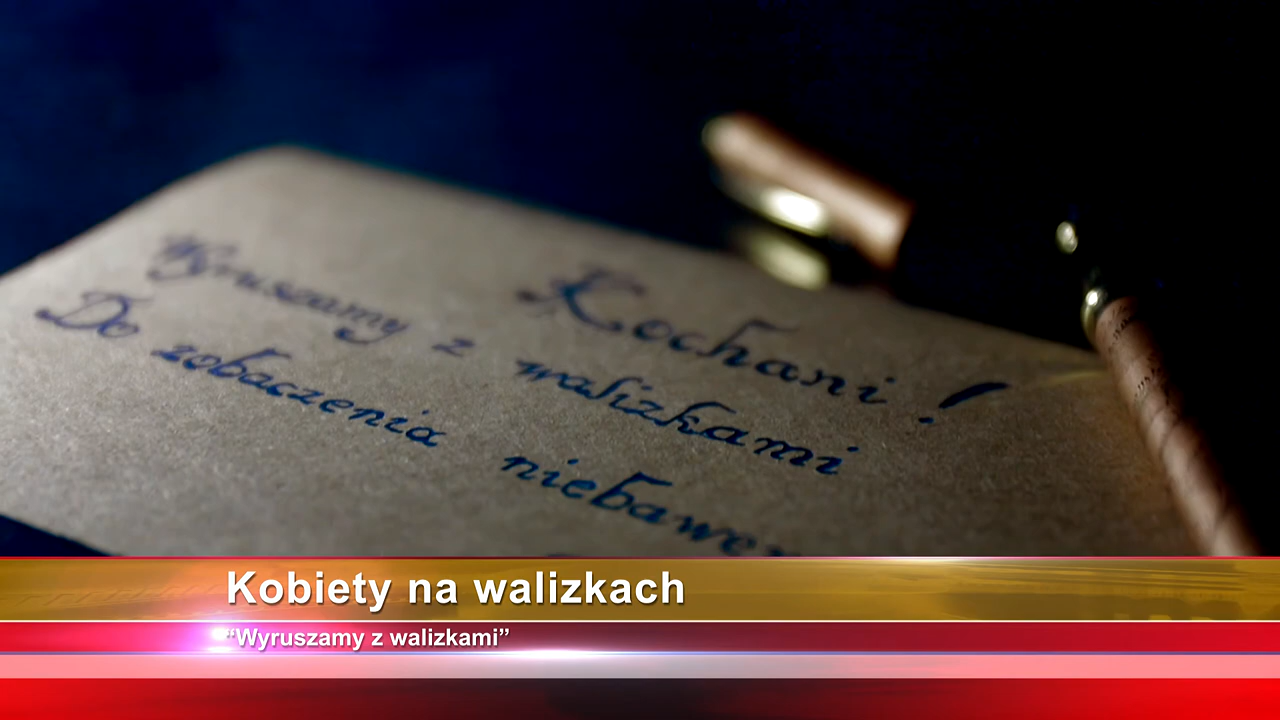 Kochani !
Wyruszamy z walizkami
Do zobaczenia
Kobiety na walizkach
“Wyruszamy z walizkami”